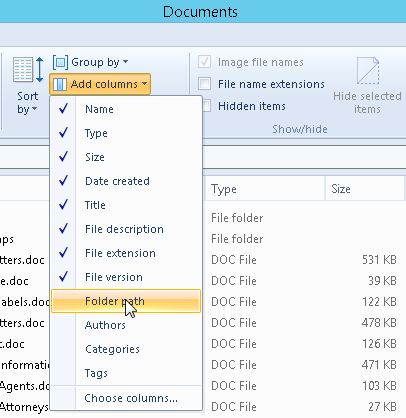 Documents
Group by
Add columns
Sort
by
Image file names
File name extensions
Hidden items
Hide selected
items
Show/hide
Name
Type
Size
Date created
Title
File description
File extension
File version
Folder path
Authors
Categories
Tags
Choose columns...
Type
Size
File folder
aps
File folder
tters.doc
DOC File
531 KB
e.doc
DOC File
39 KB
abels.doc
DOC File
122 KB
tters.doc
DOC File
478 KB
t.doc
DOC File
126 KB
nformatio
DOC File
471 KB
Agents.doc
DOC File
103 KB
Attorneys
DOC File
27 KB